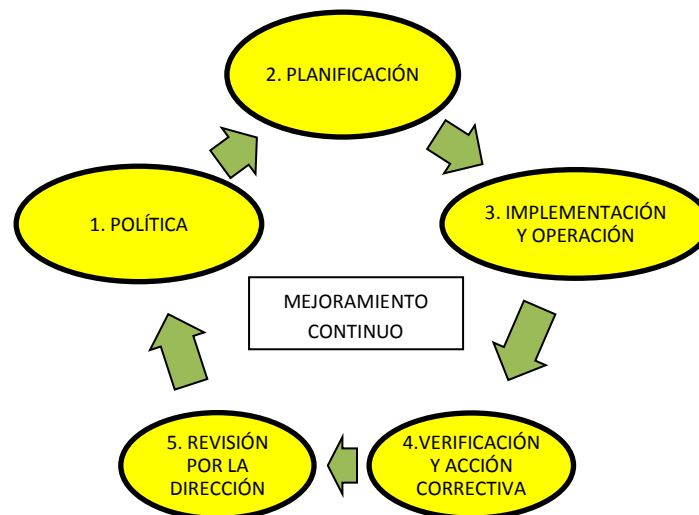 2. PLANIFICACIÓN
1. POLÍTICA
3. IMPLEMENTACIÓN
Y OPERACIÓN
MEJORAMIENTO
CONTINUO
5. REVISIÓN
POR LA
DIRECCIÓN
4.VERIFICACIÓN
Y ACCIÓN
CORRECTIVA